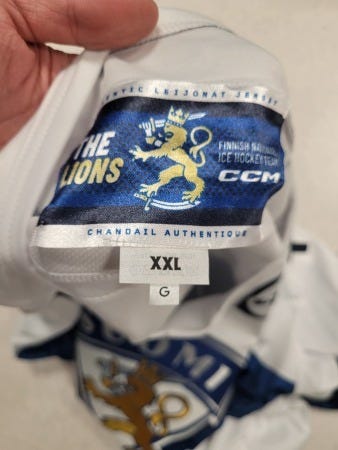 LEIJONAT JERSEY
THE
LIONS
FINNISH NATIONAL
ICE HOCKEY TEAM
CCM
CHANDAIL AUTHENTIQUE
XXL
G
SUOMI